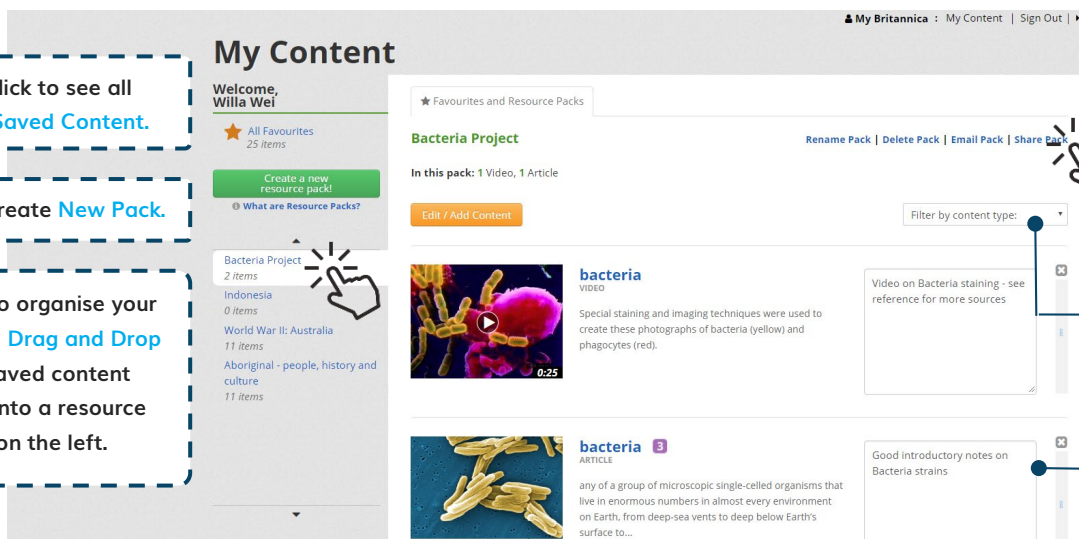 My Britannica : My Content | Sign Out |
My Content
lick to see all
Saved Content.
reate New Pack.
o organise your
Drag and Drop
aved content
nto a resource
on the left.
Welcome,
Willa Wei
All Favourites
25 items
Create a new
resource pack!
What are Resource Packs?
Bacteria Project
2 items
Indonesia
0 items
World War II: Australia
11 items
Aboriginal - people, history and
culture
11 items
Favourites and Resource Packs
Bacteria Project
Rename Pack | Delete Pack | Email Pack | Share Pack
In this pack: 1 Video, 1 Article
Edit / Add Content
Filter by content type:
0:25
bacteria
VIDEO
Special staining and imaging techniques were used to
create these photographs of bacteria (yellow) and
phagocytes (red).
Video on Bacteria staining - see
reference for more sources
bacteria 3
ARTICLE
any of a group of microscopic single-celled organisms that
live in enormous numbers in almost every environment
on Earth, from deep-sea vents to deep below Earth's
surface to...
Good introductory notes on
Bacteria strains